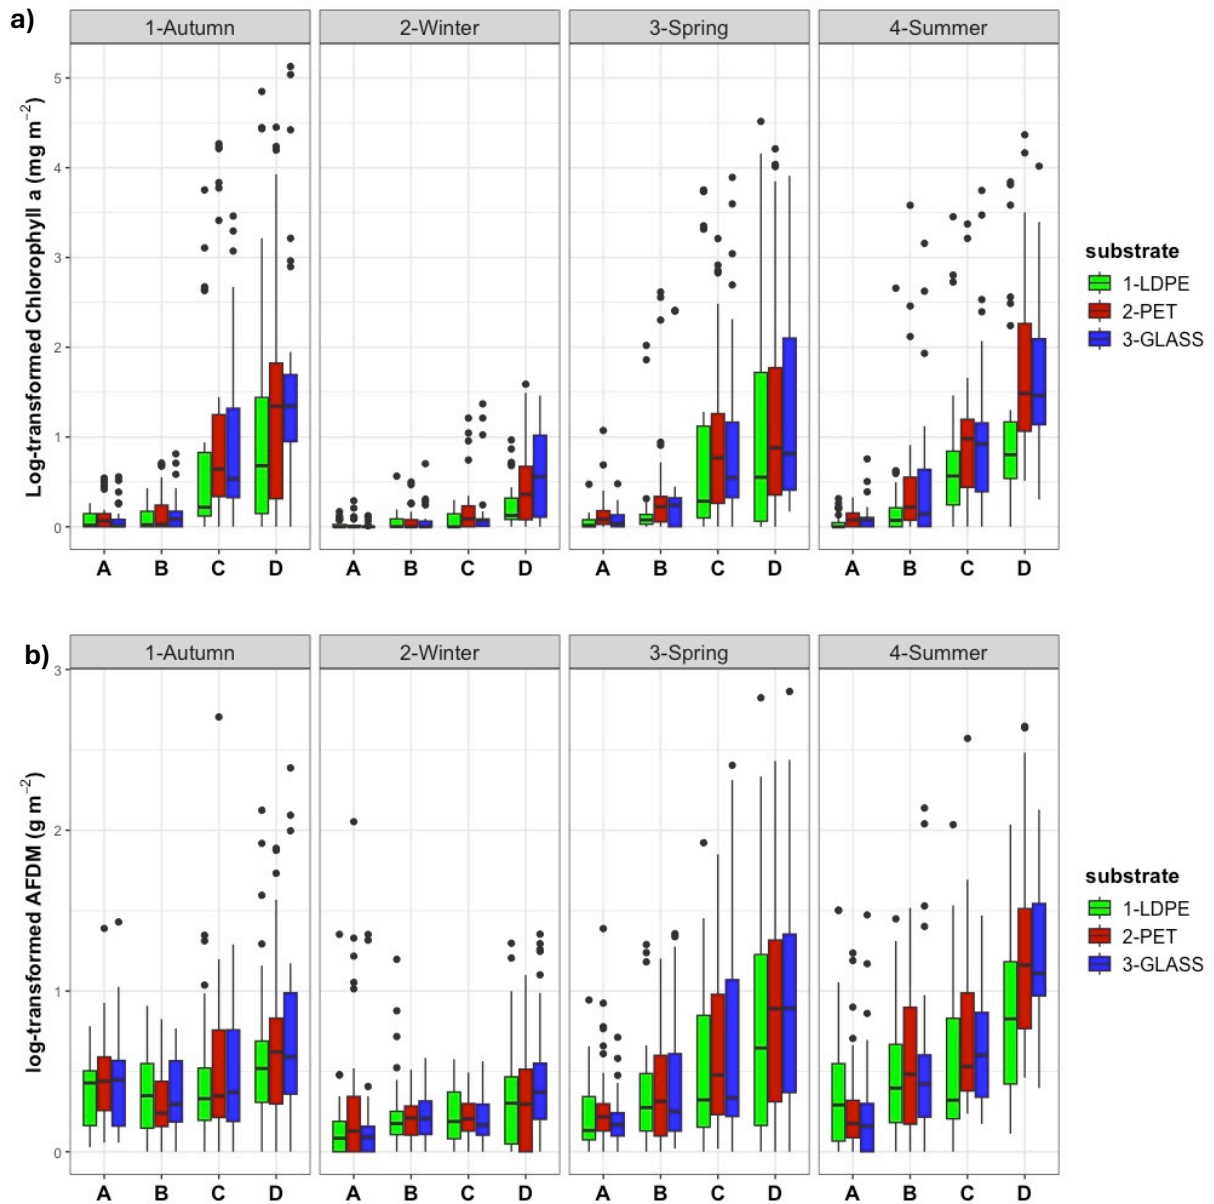 a)
1-Autumn 2-Winter 3-Spring 4-Summer
Log-transformed Chlorophyll a (mg m⁻²)
5
4
3
2
1
0
A B C D A B C D A B C D A B C D
substrate
1-LDPE
2-PET
3-GLASS
b)
1-Autumn 2-Winter 3-Spring 4-Summer
log-transformed AFDM (g m⁻²)
3
2
1
0
A B C D A B C D A B C D A B C D
substrate
1-LDPE
2-PET
3-GLASS